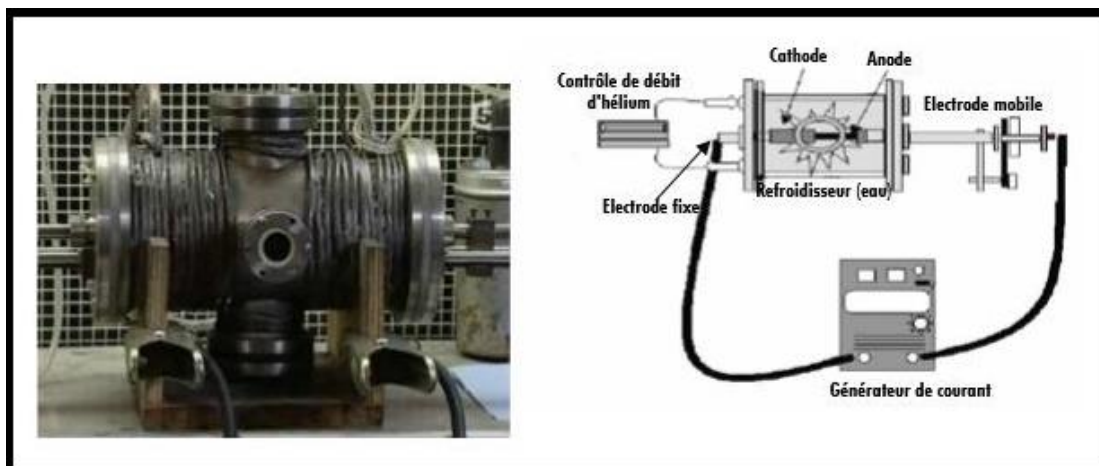 Cathode
Anode
Contrôle de débit
d'hélium
Electrode mobile
Refroidisseur (eau)
Electrode fixe
Générateur de courant